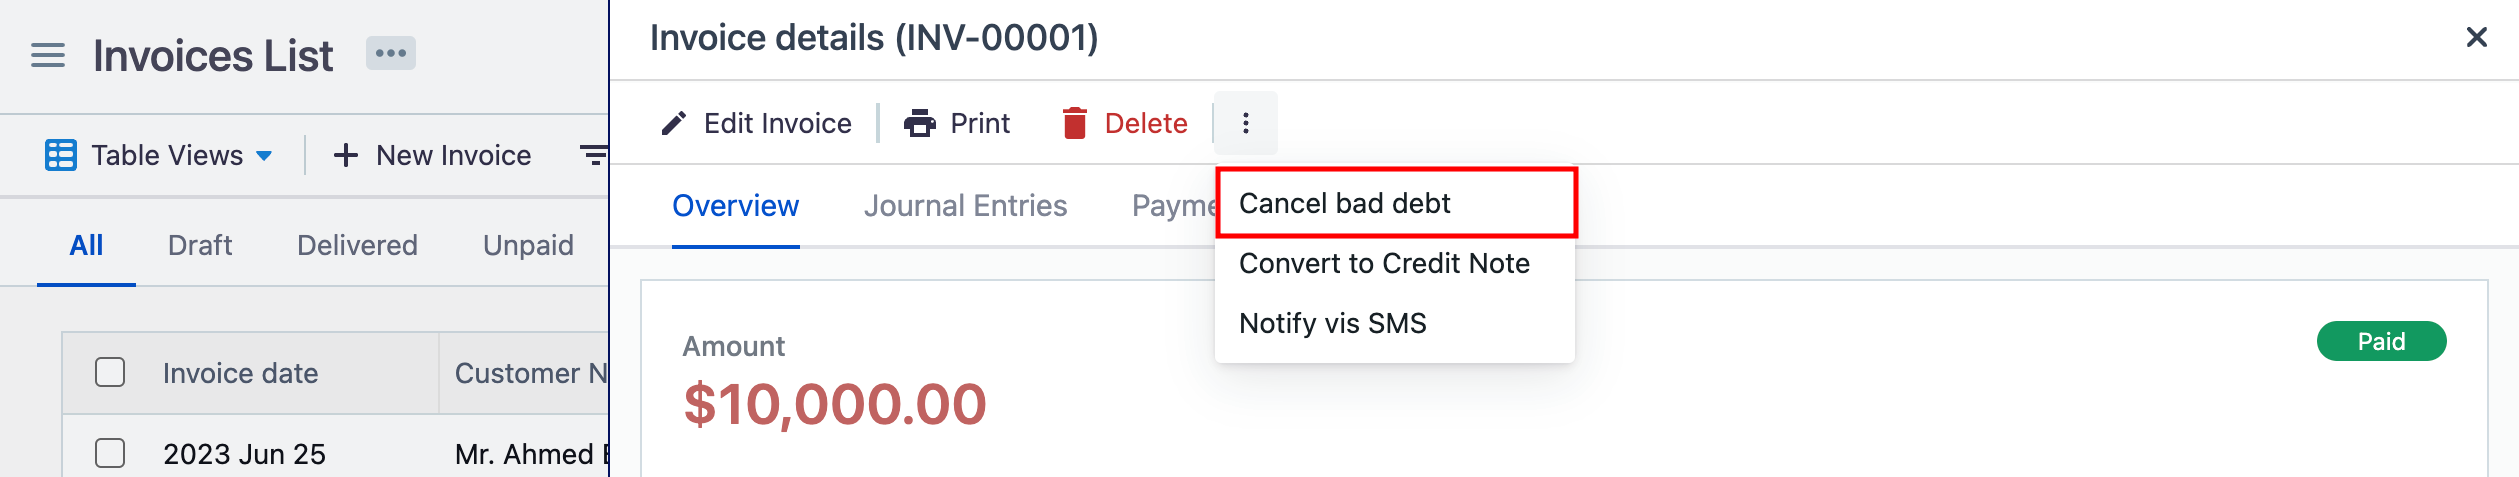 Invoices List
Table Views
New Invoice
All
Draft
Delivered
Unpaid
Invoice date
Customer N
2023 Jun 25
Mr. Ahmed
Invoice details (INV-00001)
Edit Invoice
Print
Delete
Overview
Journal Entries
Payme
Cancel bad debt
Convert to Credit Note
Notify vis SMS
Amount
$10,000.00
Paid